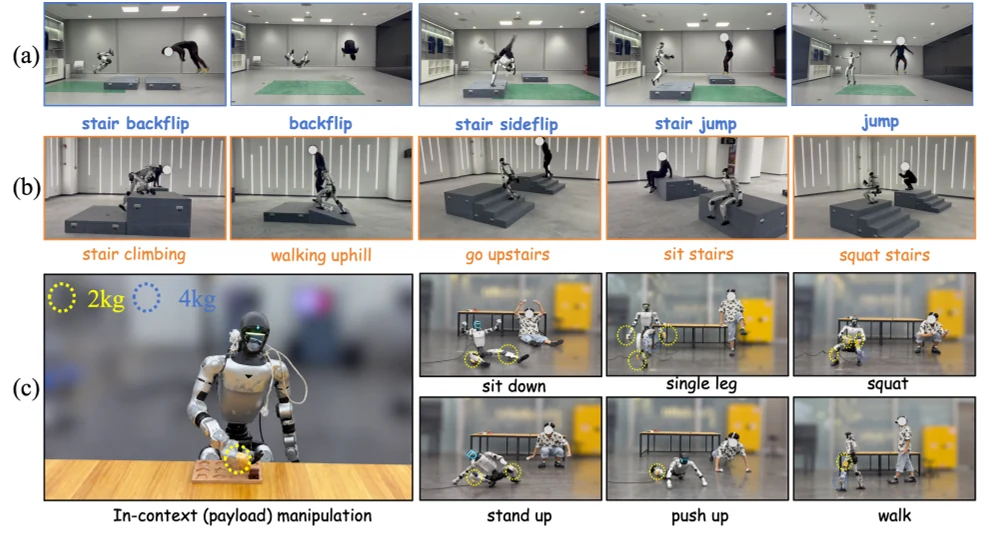 (a)
stair backflip
backflip
stair sideflip
stair jump
jump
(b)
stair climbing
walking uphill
go upstairs
sit stairs
squat stairs
(c)
2kg
4kg
In-context (payload) manipulation
sit down
single leg
squat
stand up
push up
walk